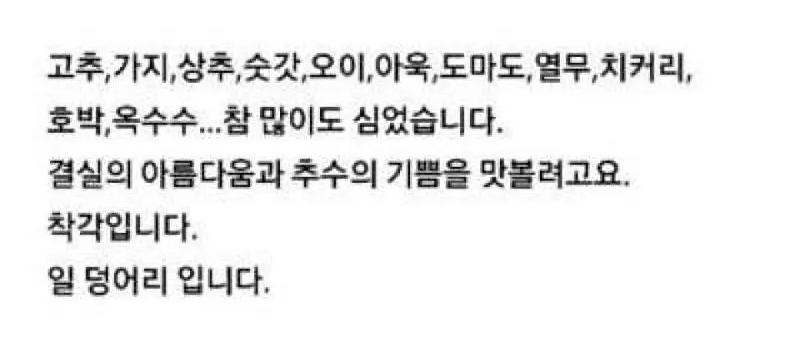 고추,가지,상추,숫갓,오이,아욱,도마도,열무,치커리,
호박,옥수수...참 많이도 심었습니다.
결실의 아름다움과 추수의 기쁨을 맛볼려고요.
착각입니다.
일 덩어리 입니다.